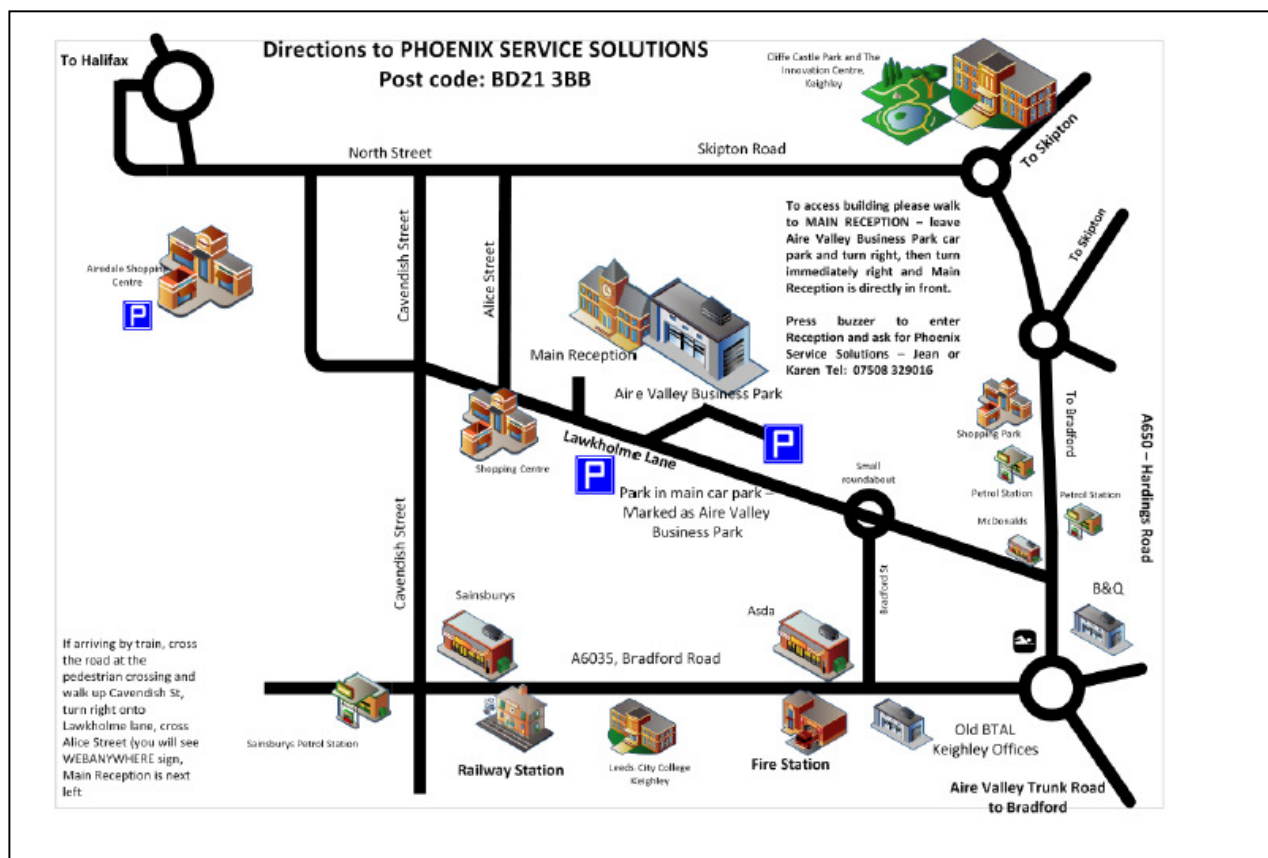 Directions to PHOENIX SERVICE SOLUTIONS
Post code: BD21 3BB
To Halifax
Cliffe Castle Park and The
Innovation Centre,
Keighley
To Skipton
North Street
Skipton Road
To access building please walk
to MAIN RECEPTION – leave
Aire Valley Business Park car
park and turn right, then turn
immediately right and Main
Reception is directly in front.
Press buzzer to enter
Reception and ask for Phoenix
Service Solutions – Jean or
Karen Tel: 07508 329016
To Skipton
Airedale Shopping
Centre
P
Cavendish Street
Alice Street
Main Reception
Aire Valley Business Park
P
Shopping Centre
Lawkholme Lane
P
Park in main car park –
Marked as Aire Valley
Business Park
Small
roundabout
Shopping Park
To Bradford
A650 – Hardings Road
Petrol Station
Petrol Station
McDonalds
B&Q
Cavendish Street
Sainsburys
Bradford St
Asda
A6035, Bradford Road
If arriving by train, cross
the road at the
pedestrian crossing and
walk up Cavendish St,
turn right onto
Lawkholme lane, cross
Alice Street (you will see
WEBANYWHERE sign,
Main Reception is next
left
Sainsburys Petrol Station
Railway Station
Leeds City College
Keighley
Fire Station
Old BTAL
Keighley Offices
Aire Valley Trunk Road
to Bradford